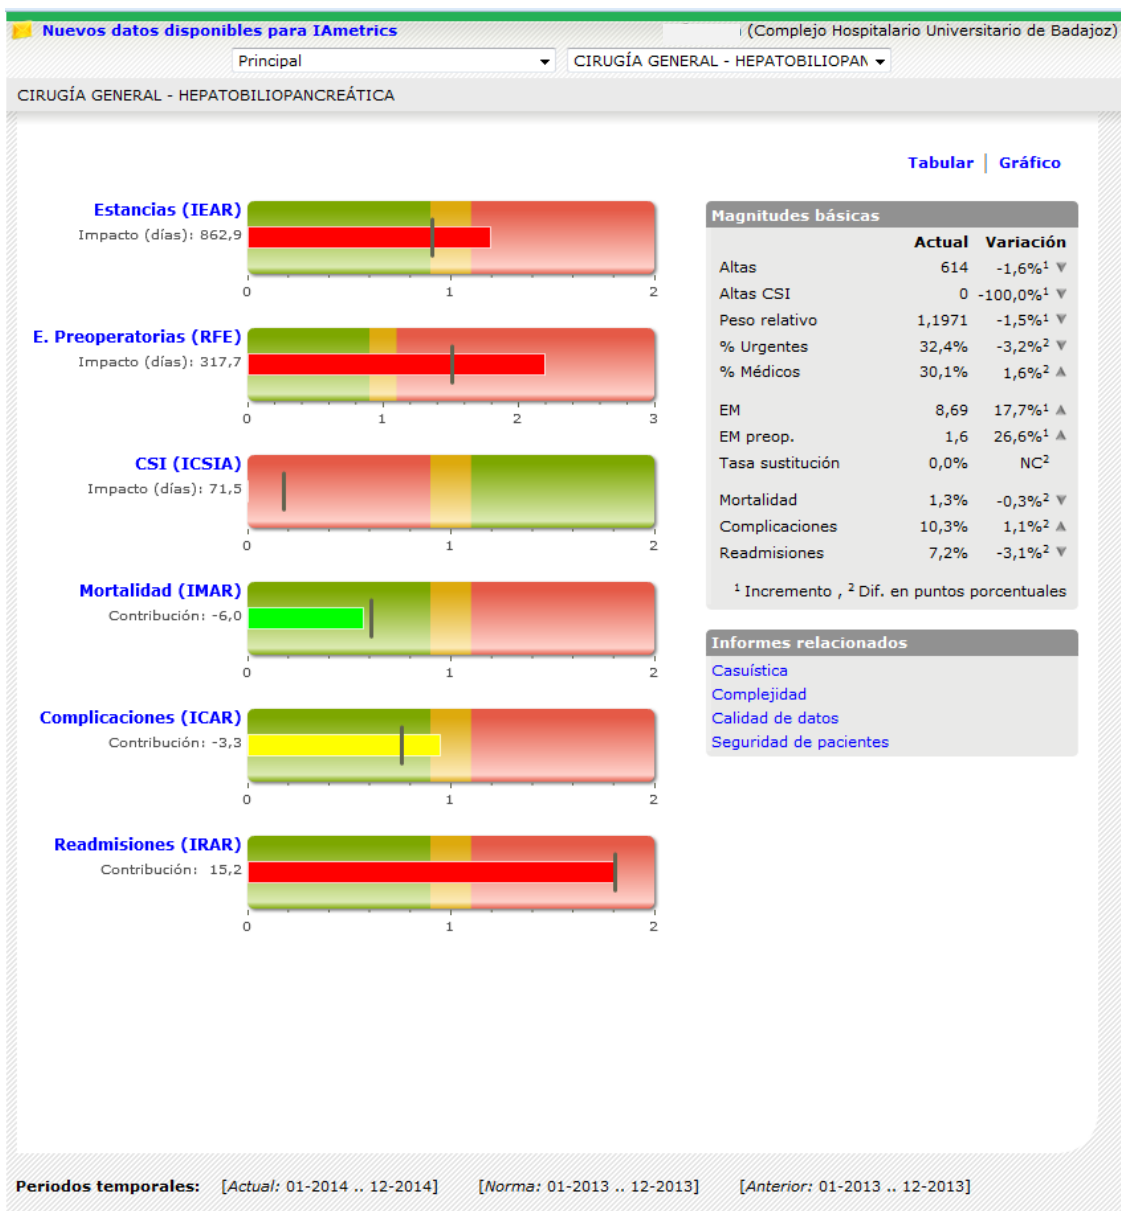 Nuevos datos disponibles para IAmetrics
(Complejo Hospitalario Universitario de Badajoz)
Principal
CIRUGÍA GENERAL - HEPATOBILIOPAN
CIRUGÍA GENERAL - HEPATOBILIOPANCREÁTICA
Tabular | Gráfico
Estancias (IEAR)
Impacto (días): 862,9
0 1 2
E. Preoperatorias (RFE)
Impacto (días): 317,7
0 1 2 3
CSI (ICSIA)
Impacto (días): 71,5
0 1 2
Mortalidad (IMAR)
Contribución: -6,0
0 1 2
Complicaciones (ICAR)
Contribución: -3,3
0 1 2
Readmisiones (IRAR)
Contribución: 15,2
0 1 2
Magnitudes básicas
Actual Variación
Altas 614 -1,6%¹ ▼
Altas CSI 0 -100,0%¹ ▼
Peso relativo 1,1971 -1,5%¹ ▼
% Urgentes 32,4% -3,2%² ▼
% Médicos 30,1% 1,6%² ▲
EM 8,69 17,7%¹ ▲
EM preop. 1,6 26,6%¹ ▲
Tasa sustitución 0,0% NC²
Mortalidad 1,3% -0,3%² ▼
Complicaciones 10,3% 1,1%² ▲
Readmisiones 7,2% -3,1%² ▼
¹ Incremento , ² Dif. en puntos porcentuales
Informes relacionados
Casuística
Complejidad
Calidad de datos
Seguridad de pacientes
Periodos temporales: [Actual: 01-2014 .. 12-2014] [Norma: 01-2013 .. 12-2013] [Anterior: 01-2013 .. 12-2013]